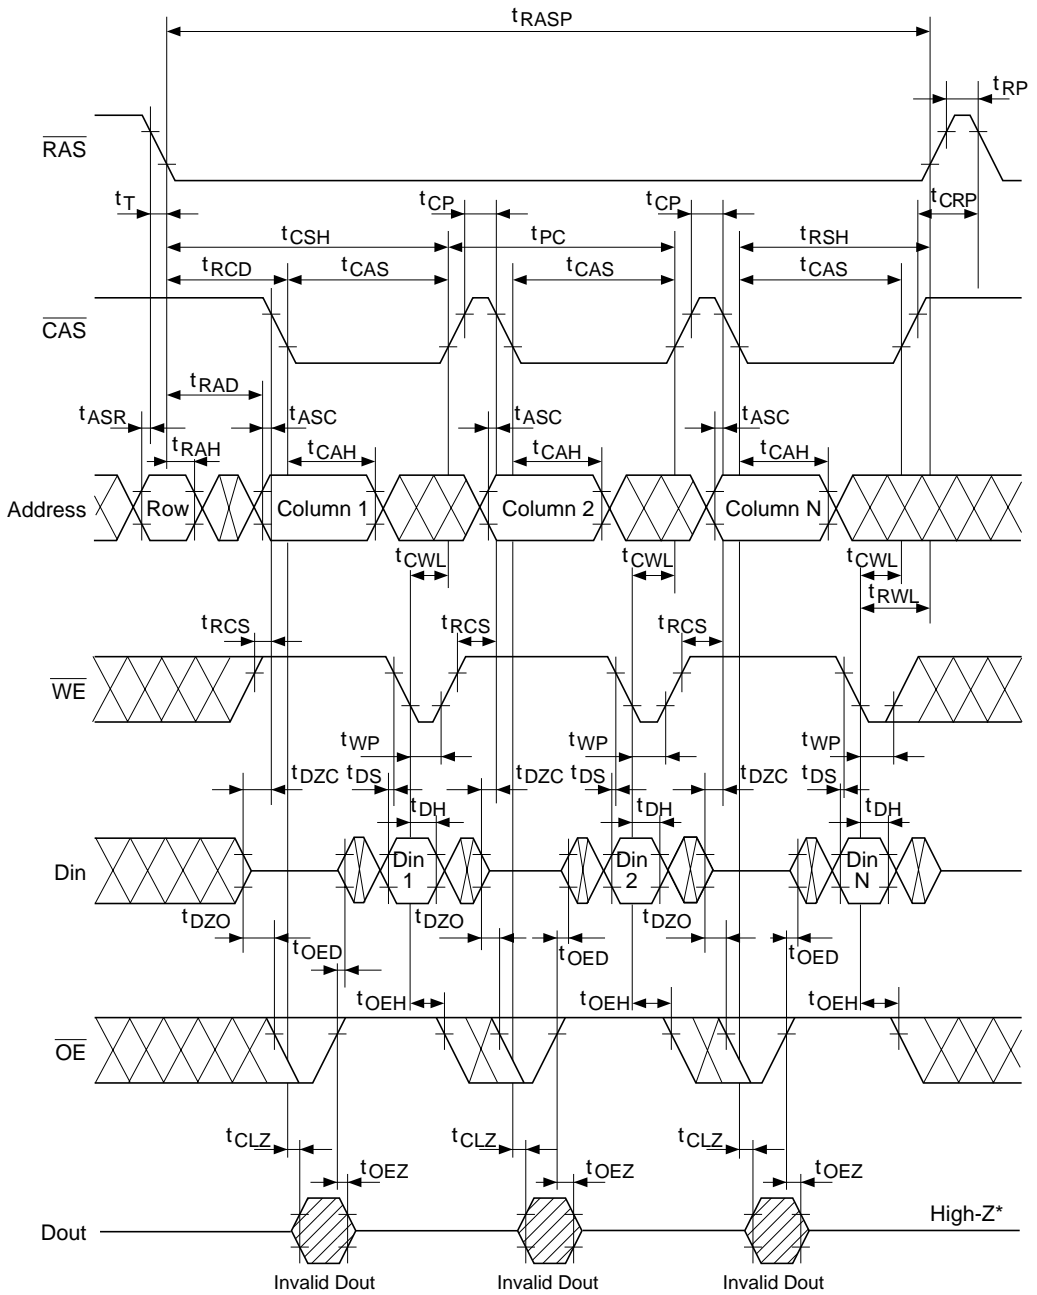 tRASP
tRP
RAS
tT
tCP
tCP
tCRP
tCSH
tPC
tRSH
tRCD
tCAS
tCAS
tCAS
CAS
tRAD
tASR
tASC
tASC
tASC
tRAH
tCAH
tCAH
tCAH
Address
Row
Column 1
Column 2
Column N
tCWL
tCWL
tCWL
tRWL
tRCS
tRCS
tRCS
WE
tWP
tWP
tWP
tDZC
tDS
tDZC
tDS
tDZC
tDS
tDH
tDH
tDH
Din
Din
1
Din
2
Din
N
tDZO
tDZO
tDZO
tOED
tOED
tOED
tOEH
tOEH
tOEH
OE
tCLZ
tCLZ
tCLZ
tOEZ
tOEZ
tOEZ
Dout
High-Z*
Invalid Dout
Invalid Dout
Invalid Dout